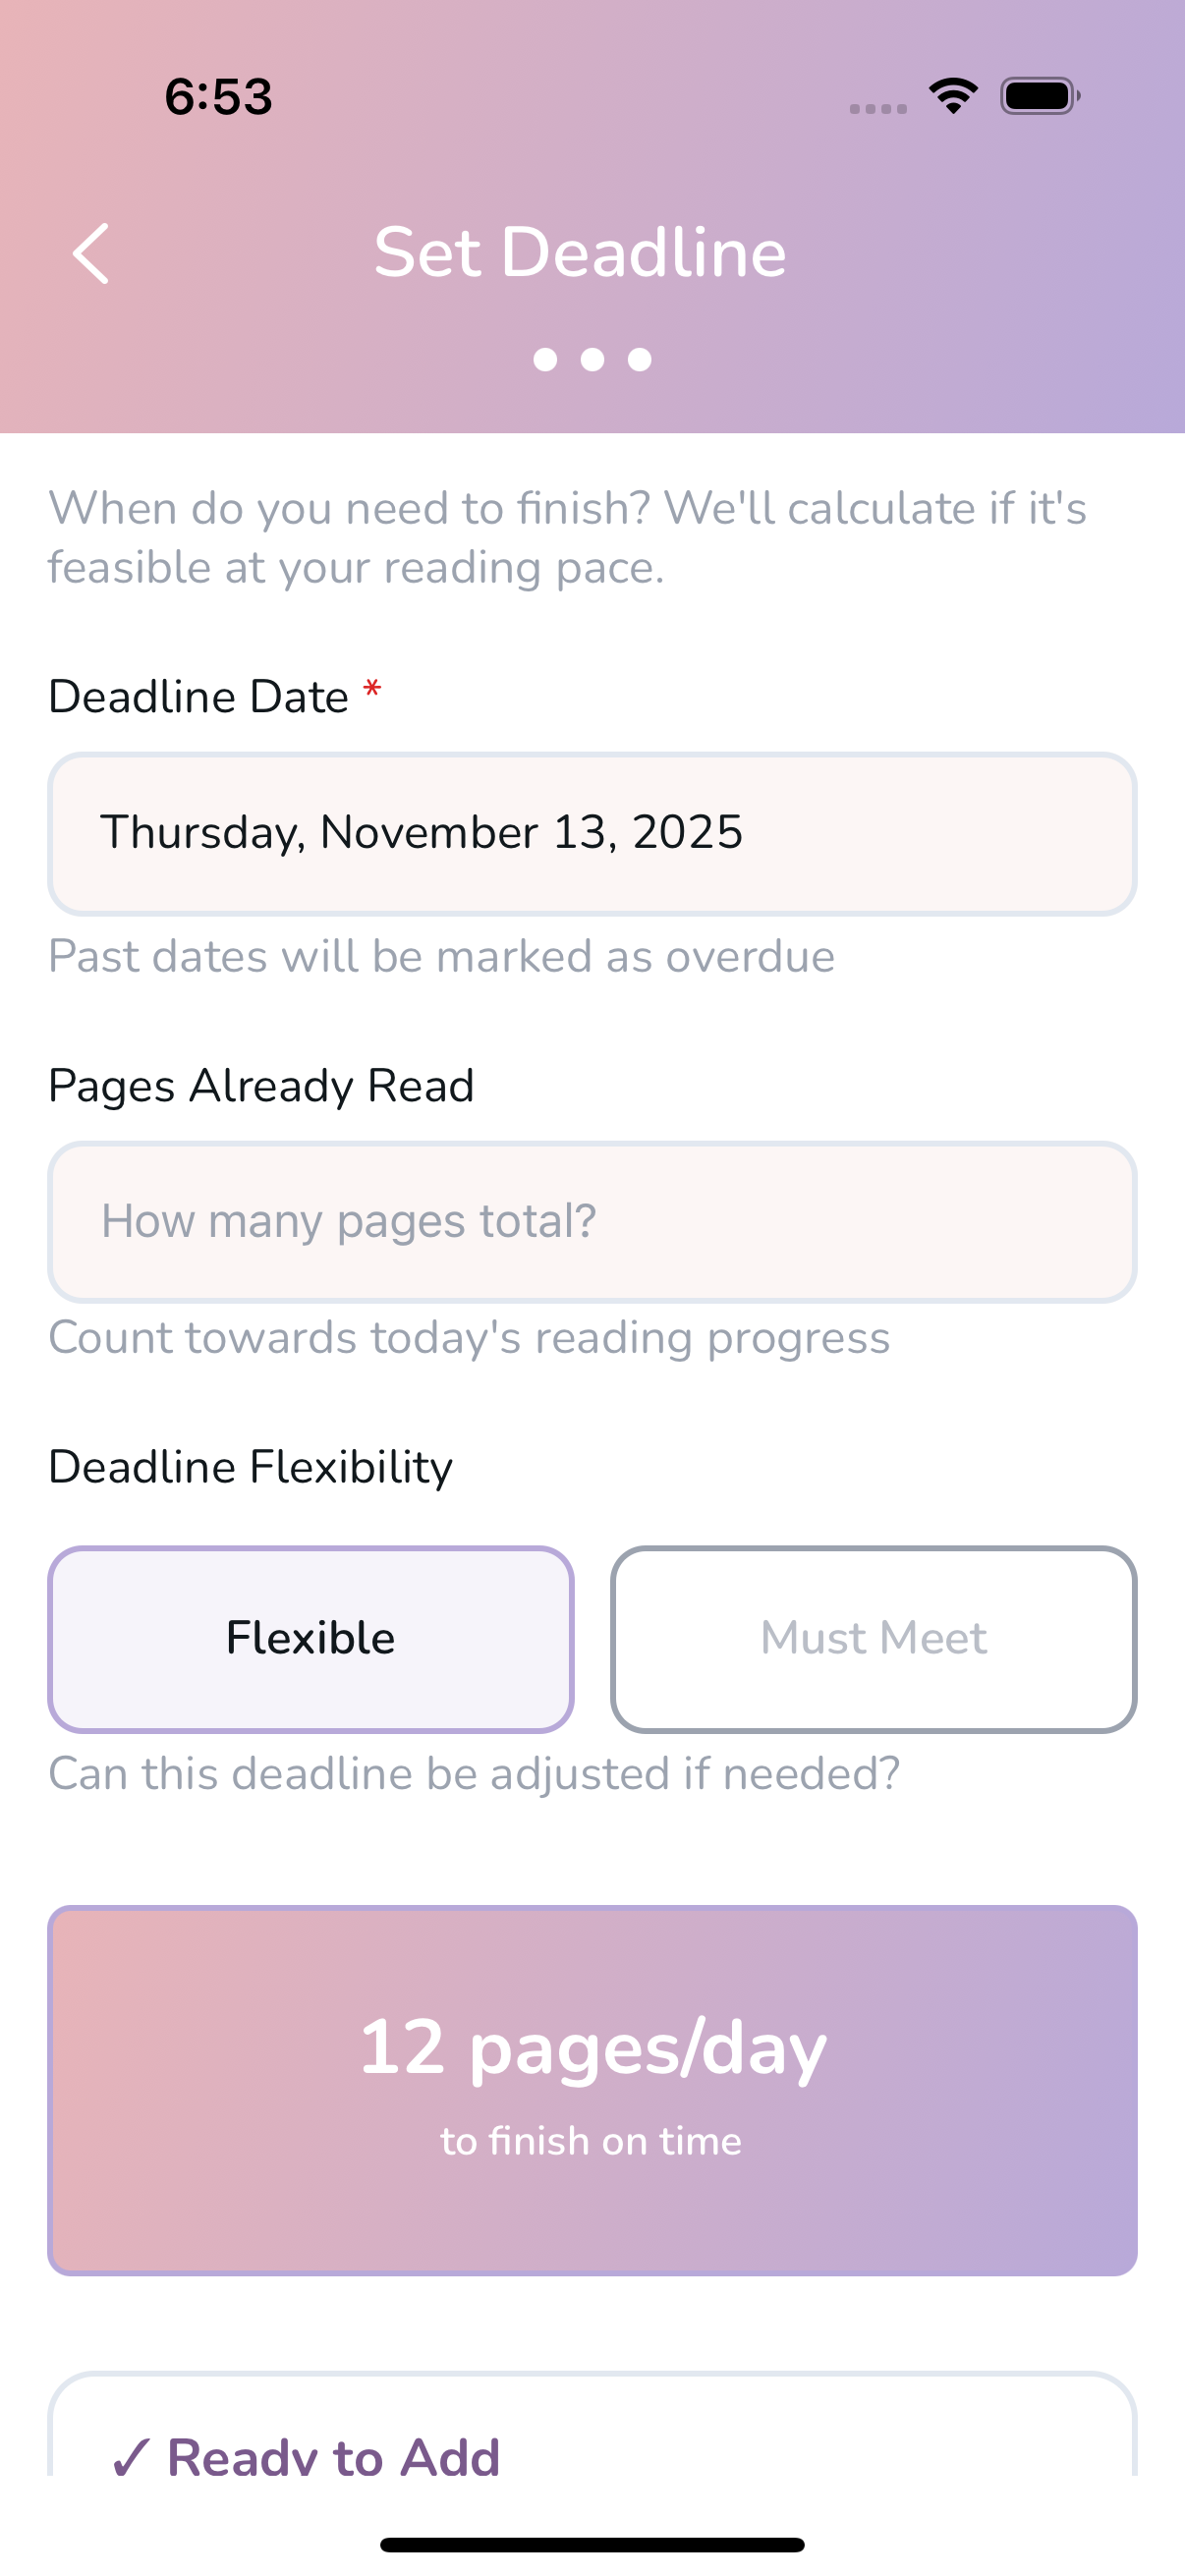 6:53
Set Deadline
When do you need to finish? We'll calculate if it's
feasible at your reading pace.
Deadline Date *
Thursday, November 13, 2025
Past dates will be marked as overdue
Pages Already Read
How many pages total?
Count towards today's reading progress
Deadline Flexibility
Flexible
Must Meet
Can this deadline be adjusted if needed?
12 pages/day
to finish on time
✓ Ready to Add